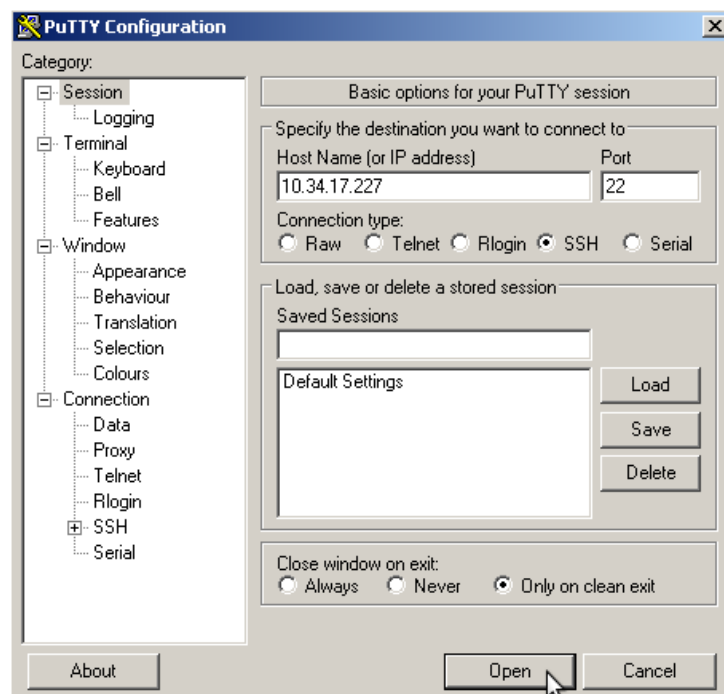 PuTTY Configuration
Category:
Session
Logging
Terminal
Keyboard
Bell
Features
Window
Appearance
Behaviour
Translation
Selection
Colours
Connection
Data
Proxy
Telnet
Rlogin
SSH
Serial
Basic options for your PuTTY session
Specify the destination you want to connect to
Host Name (or IP address) Port
10.34.17.227 22
Connection type:
Raw Telnet Rlogin SSH Serial
Load, save or delete a stored session
Saved Sessions
Default Settings
Load
Save
Delete
Close window on exit:
Always Never Only on clean exit
About Open Cancel